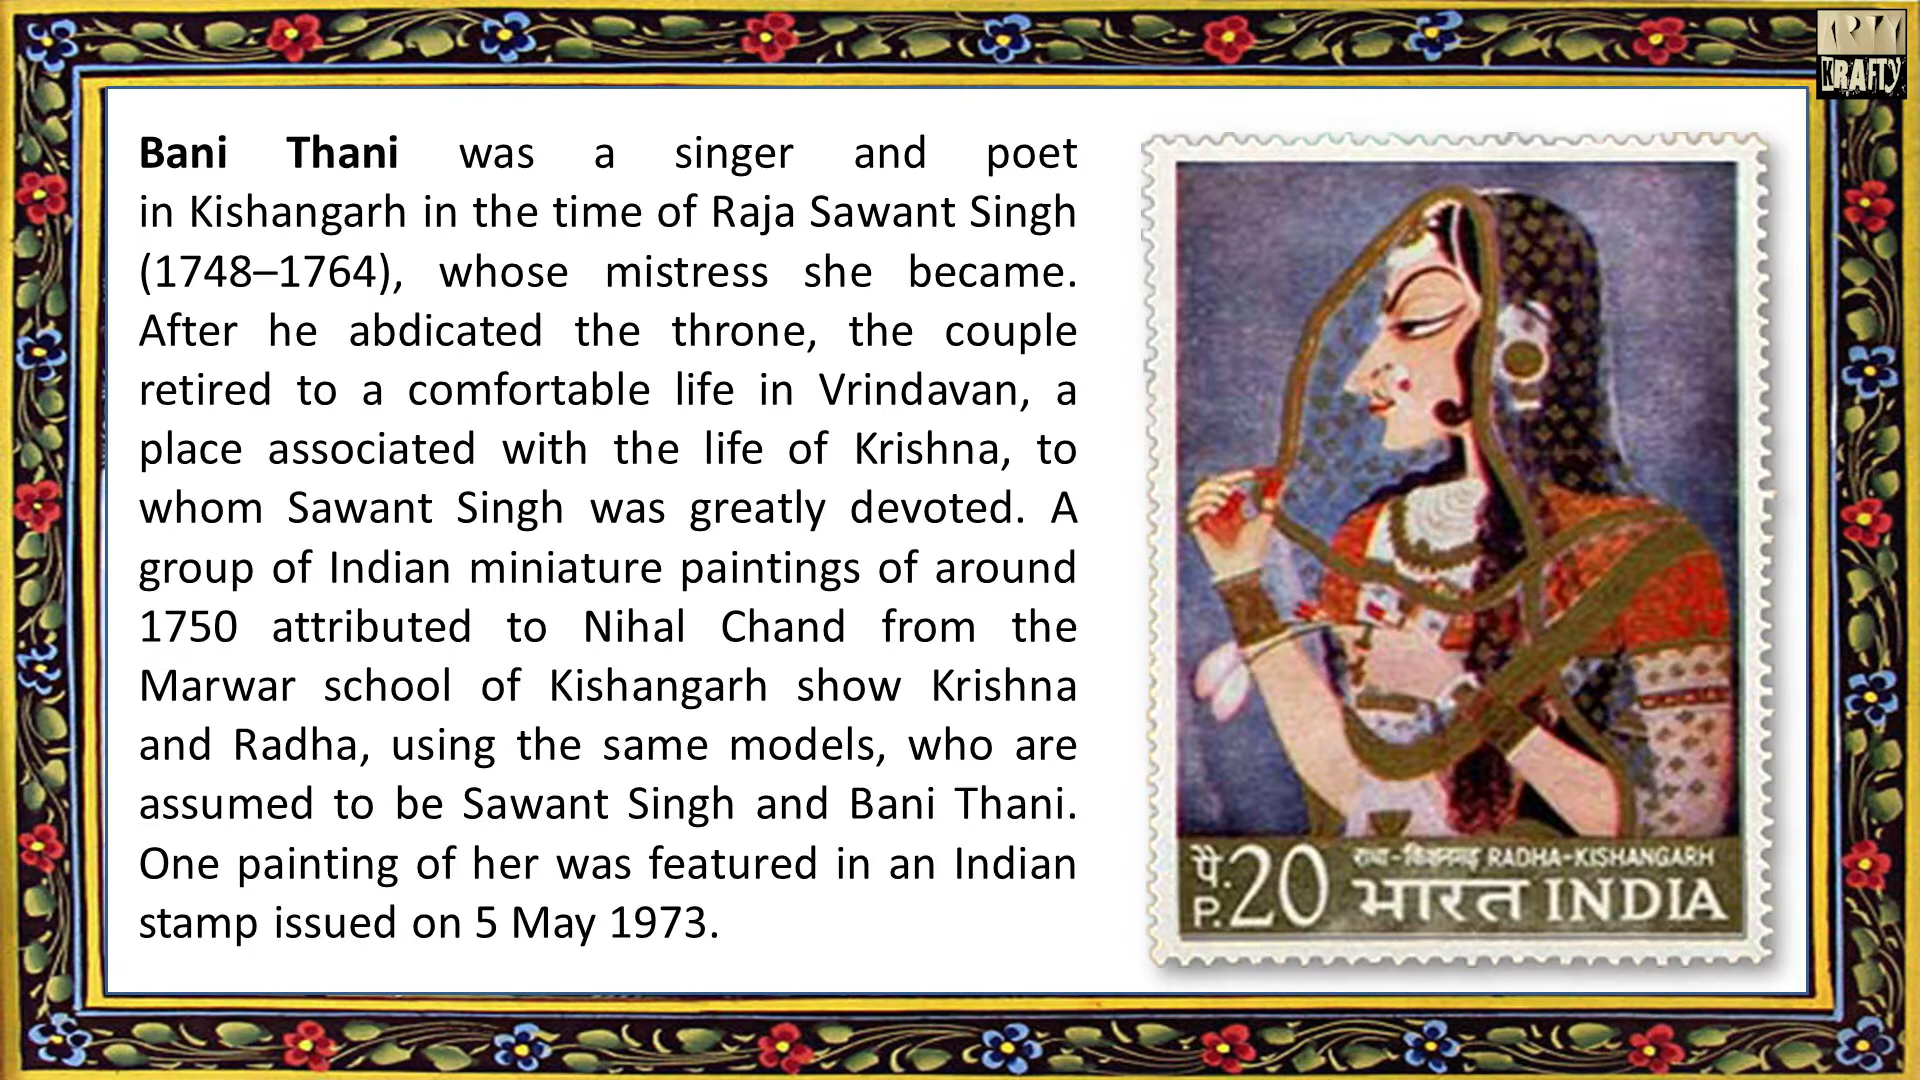 ARTY
KRAFTY
Bani Thani was a singer and poet
in Kishangarh in the time of Raja Sawant Singh
(1748–1764), whose mistress she became.
After he abdicated the throne, the couple
retired to a comfortable life in Vrindavan, a
place associated with the life of Krishna, to
whom Sawant Singh was greatly devoted. A
group of Indian miniature paintings of around
1750 attributed to Nihal Chand from the
Marwar school of Kishangarh show Krishna
and Radha, using the same models, who are
assumed to be Sawant Singh and Bani Thani.
One painting of her was featured in an Indian
stamp issued on 5 May 1973.
पै. 20 राधा-किशनगढ़ RADHA-KISHANGARH
P. भारत INDIA